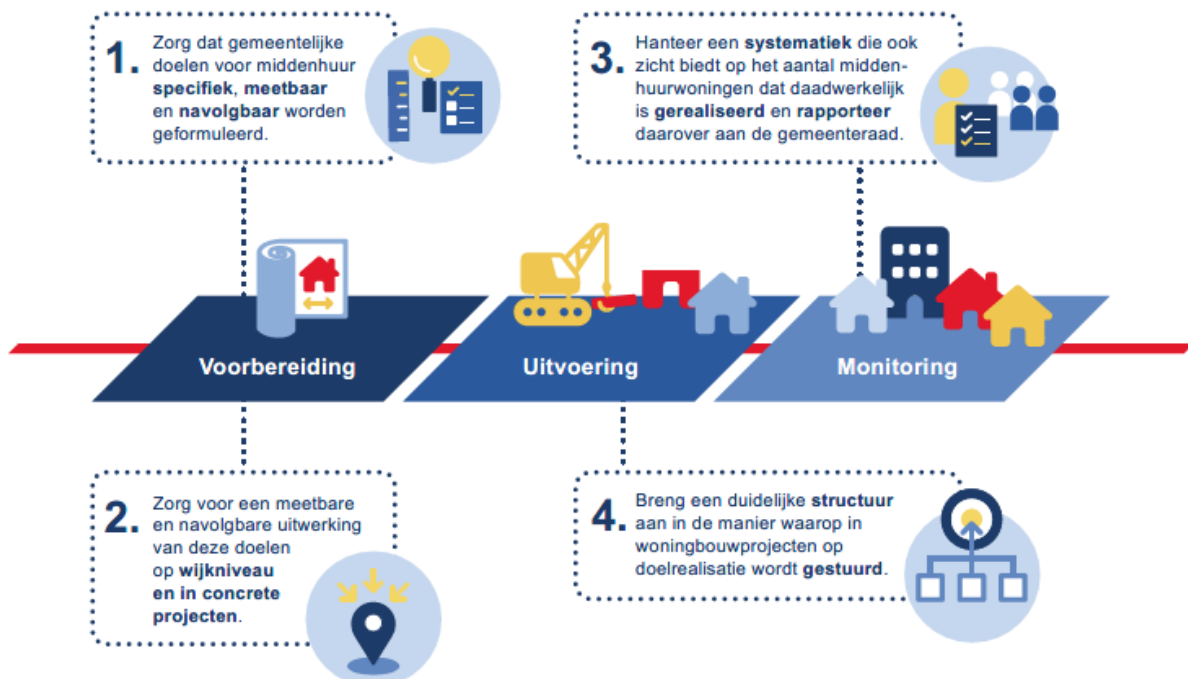 1.
Zorg dat gemeentelijke
doelen voor middenhuur
specifiek, meetbaar
en navolgbaar worden
geformuleerd.
3.
Hanteer een systematiek die ook
zicht biedt op het aantal midden-
huurwoningen dat daadwerkelijk
is gerealiseerd en rapporteer
daarover aan de gemeenteraad.
Voorbereiding
Uitvoering
Monitoring
2.
Zorg voor een meetbare
en navolgbare uitwerking
van deze doelen
op wijkniveau
en in concrete
projecten.
4.
Breng een duidelijke structuur
aan in de manier waarop in
woningbouwprojecten op
doelrealisatie wordt gestuurd.